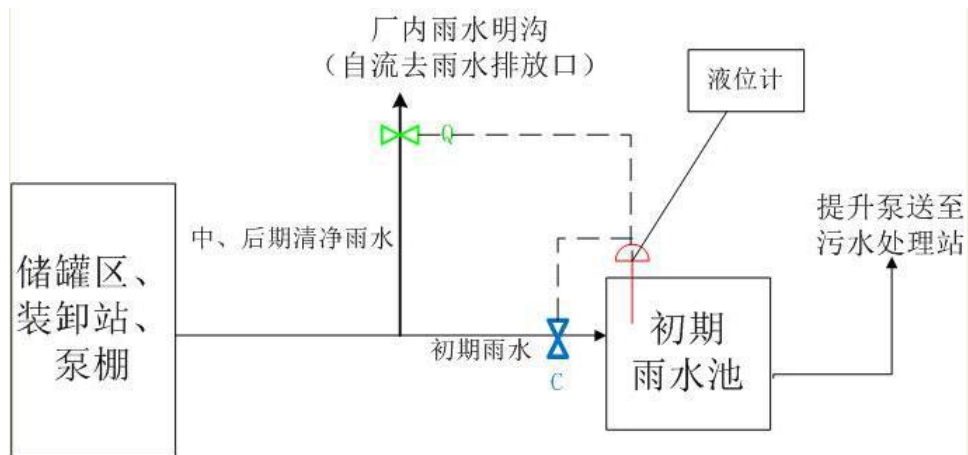 厂内雨水明沟
（自流去雨水排放口）
液位计
Q
提升泵送至
污水处理站
中、后期清净雨水
储罐区、
装卸站、
泵棚
初期雨水
C
初期
雨水池